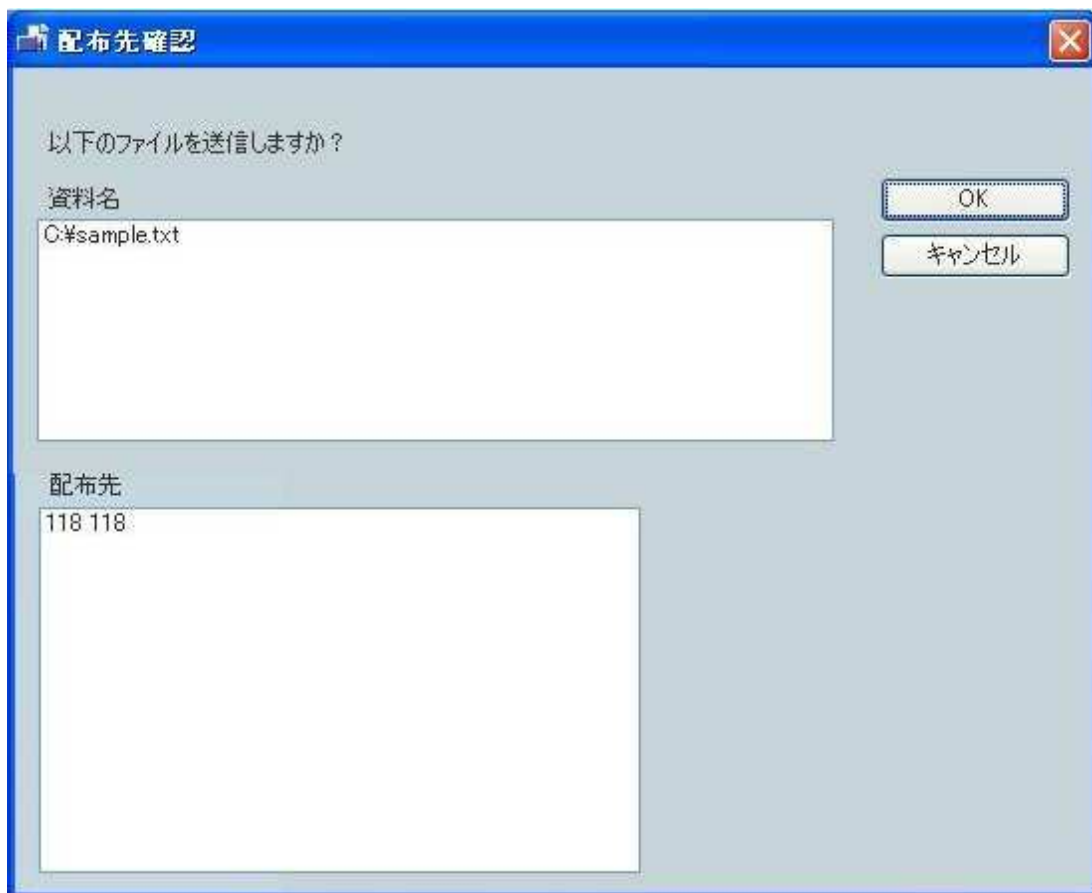 配布先確認
以下のファイルを送信しますか？
資料名
C:¥sample.txt
OK
キャンセル
配布先
118 118